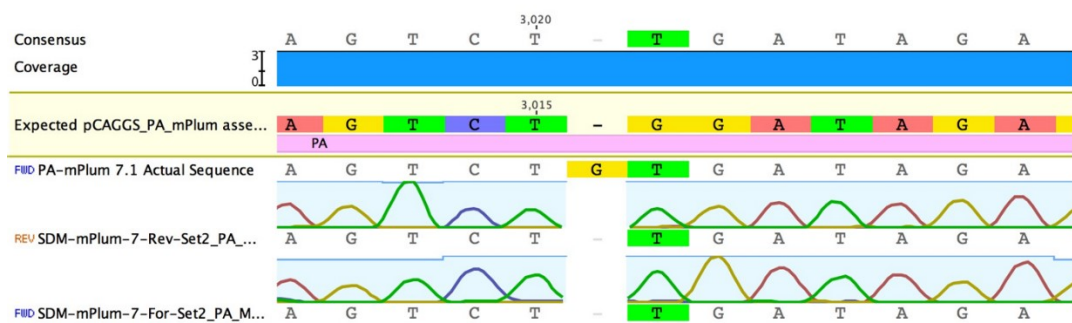 3,020
Consensus A G T C T - T G A T A G A
Coverage 3 0
3,015
Expected pCAGGS_PA_mPlum asse... A G T C T - G G A T A G A
PA
FWD PA-mPlum 7.1 Actual Sequence A G T C T G T G A T A G A
REV SDM-mPlum-7-Rev-Set2_PA_... A G T C T - T G A T A G A
FWD SDM-mPlum-7-For-Set2_PA_M... A G T C T - T G A T A G A